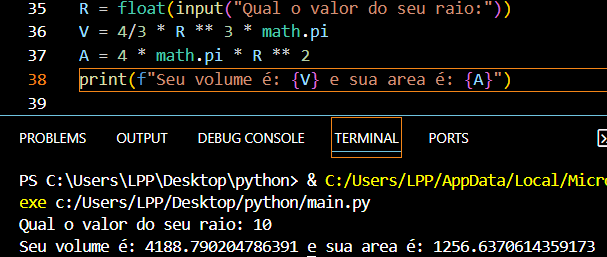 35 R = float(input("Qual o valor do seu raio:"))
36 V = 4/3 * R ** 3 * math.pi
37 A = 4 * math.pi * R ** 2
38 print(f"Seu volume é: {V} e sua area é: {A}")
39
PROBLEMS OUTPUT DEBUG CONSOLE TERMINAL PORTS
PS C:\Users\LPP\Desktop\python> & C:/Users/LPP/AppData/Local/Micro
exe c:/Users/LPP/Desktop/python/main.py
Qual o valor do seu raio: 10
Seu volume é: 4188.790204786391 e sua area é: 1256.6370614359173